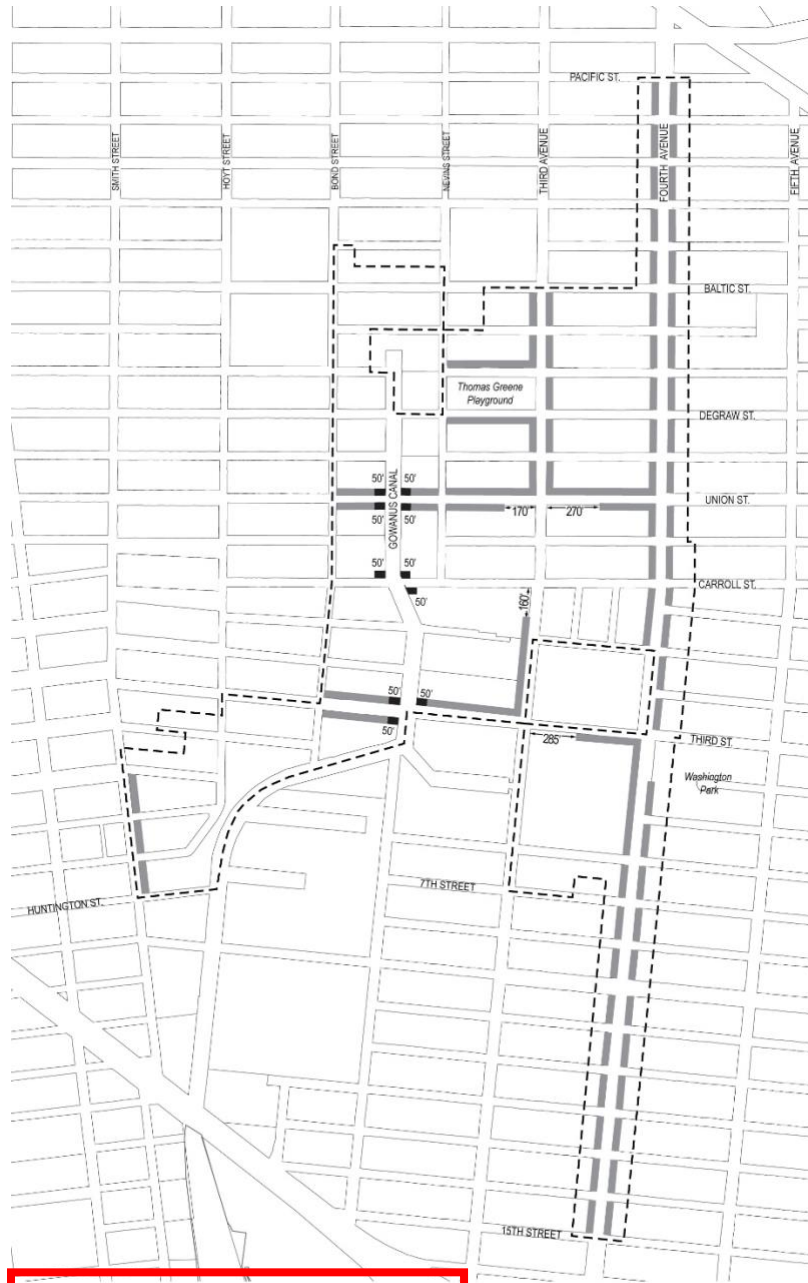 PACIFIC ST.
SMITH STREET
HOYT STREET
BOND STREET
NEVINS STREET
THIRD AVENUE
FOURTH AVENUE
FIFTH AVENUE
BALTIC ST.
Thomas Greene
Playground
DEGRAW ST.
50'
50'
GOWANUS CANAL
UNION ST.
50'
50'
170'
270'
50'
50'
CARROLL ST.
50'
160'
50'
50'
50'
285'
THIRD ST.
Washington
Park
7TH STREET
HUNTINGTON ST.
15TH STREET